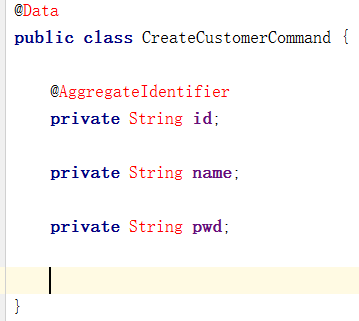 @Data
public class CreateCustomerCommand {
@AggregateIdentifier
private String id;
private String name;
private String pwd;
}